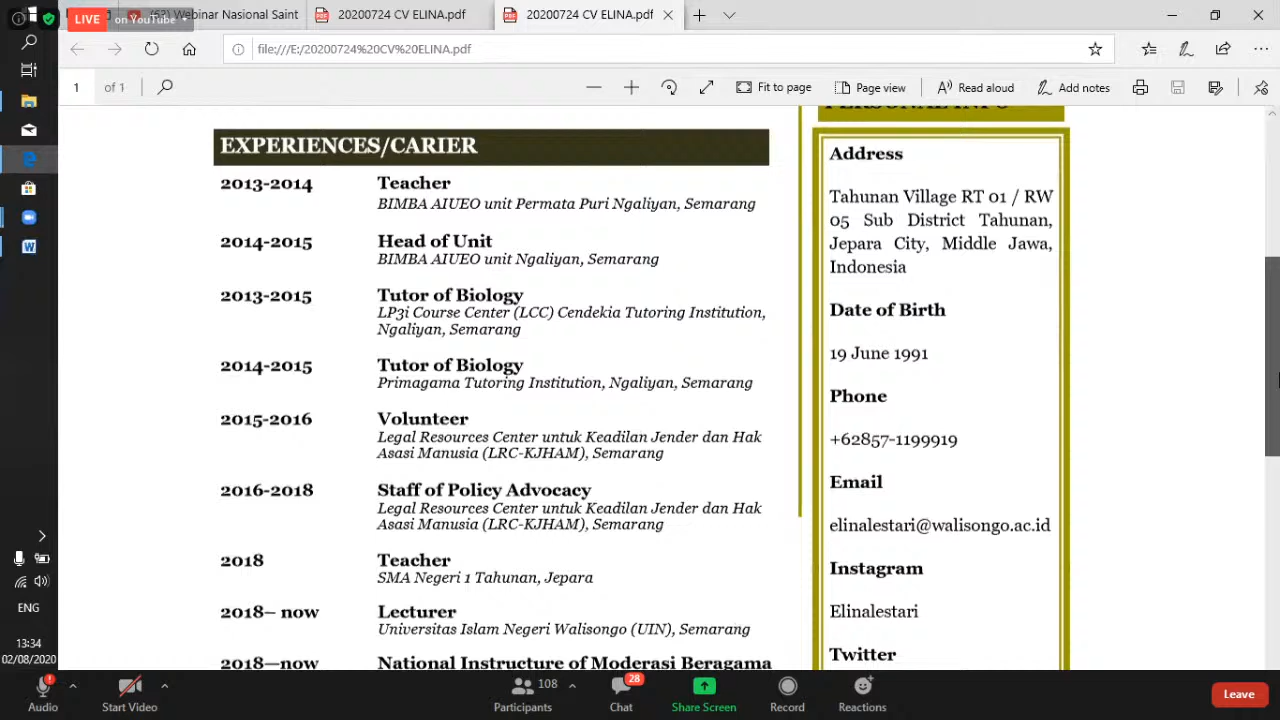 LIVE on YouTube
(53) Webinar Nasional Saint
20200724 CV ELINA.pdf
20200724 CV ELINA.pdf
file:///E:/20200724%20CV%20ELINA.pdf
1 of 1
Fit to page
Page view
Read aloud
Add notes
EXPERIENCES/CARIER
2013-2014 Teacher
BIMBA AIUEO unit Permata Puri Ngaliyan, Semarang
2014-2015 Head of Unit
BIMBA AIUEO unit Ngaliyan, Semarang
2013-2015 Tutor of Biology
LP3i Course Center (LCC) Cendekia Tutoring Institution,
Ngaliyan, Semarang
2014-2015 Tutor of Biology
Primagama Tutoring Institution, Ngaliyan, Semarang
2015-2016 Volunteer
Legal Resources Center untuk Keadilan Jender dan Hak
Asasi Manusia (LRC-KJHAM), Semarang
2016-2018 Staff of Policy Advocacy
Legal Resources Center untuk Keadilan Jender dan Hak
Asasi Manusia (LRC-KJHAM), Semarang
2018 Teacher
SMA Negeri 1 Tahunan, Jepara
2018– now Lecturer
Universitas Islam Negeri Walisongo (UIN), Semarang
2018—now National Instructure of Moderasi Beragama
PERSONAL INFO
Address
Tahunan Village RT 01 / RW
05 Sub District Tahunan,
Jepara City, Middle Jawa,
Indonesia
Date of Birth
19 June 1991
Phone
+62857-1199919
Email
elinalestari@walisongo.ac.id
Instagram
Elinalestari
Twitter
ENG
13:34
02/08/2020
Audio
Start Video
108
Participants
28
Chat
Share Screen
Record
Reactions
Leave